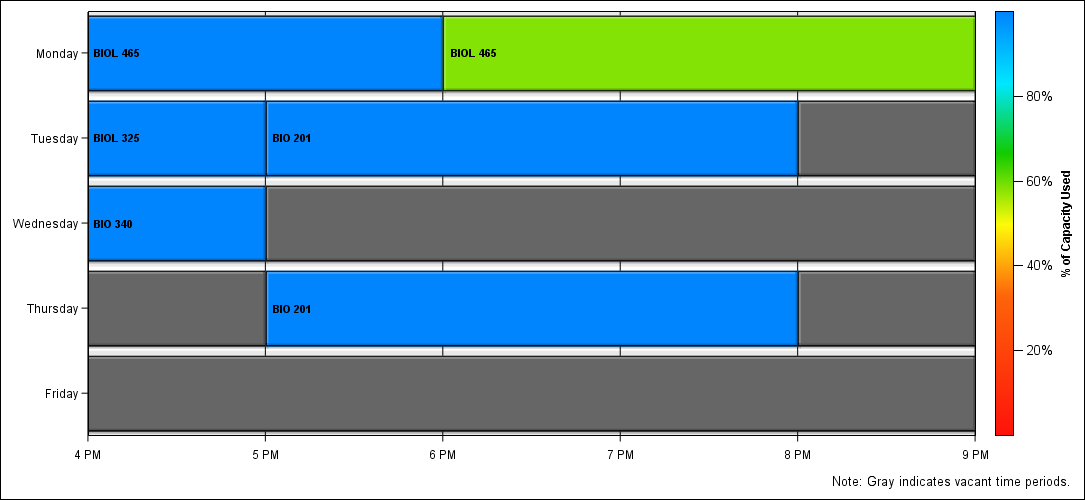 Monday
BIOL 465
BIOL 465
Tuesday
BIOL 325
BIO 201
Wednesday
BIO 340
Thursday
BIO 201
Friday
4 PM
5 PM
6 PM
7 PM
8 PM
9 PM
80%
60%
40%
20%
% of Capacity Used
Note: Gray indicates vacant time periods.